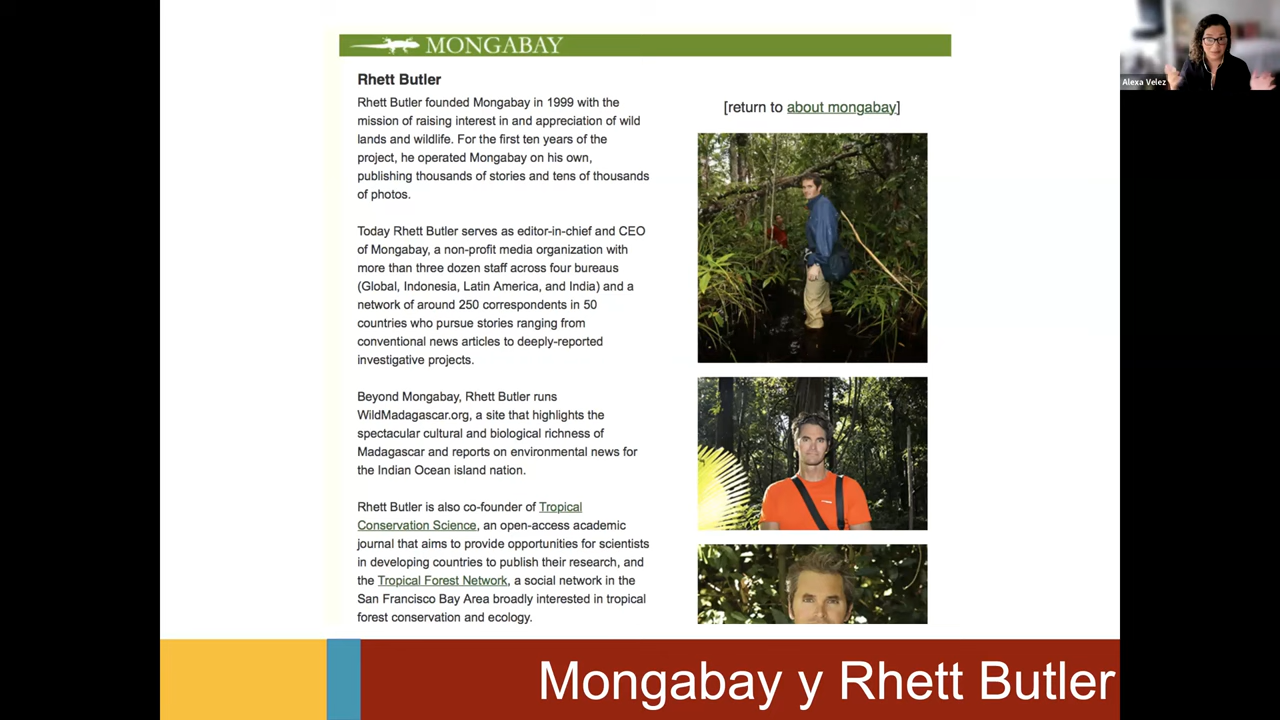 MONGABAY
Alexa Velez
Rhett Butler
Rhett Butler founded Mongabay in 1999 with the
mission of raising interest in and appreciation of wild
lands and wildlife. For the first ten years of the
project, he operated Mongabay on his own,
publishing thousands of stories and tens of thousands
of photos.
Today Rhett Butler serves as editor-in-chief and CEO
of Mongabay, a non-profit media organization with
more than three dozen staff across four bureaus
(Global, Indonesia, Latin America, and India) and a
network of around 250 correspondents in 50
countries who pursue stories ranging from
conventional news articles to deeply-reported
investigative projects.
Beyond Mongabay, Rhett Butler runs
WildMadagascar.org, a site that highlights the
spectacular cultural and biological richness of
Madagascar and reports on environmental news for
the Indian Ocean island nation.
Rhett Butler is also co-founder of Tropical
Conservation Science, an open-access academic
journal that aims to provide opportunities for scientists
in developing countries to publish their research, and
the Tropical Forest Network, a social network in the
San Francisco Bay Area broadly interested in tropical
forest conservation and ecology.
[return to about mongabay]
Mongabay y Rhett Butler